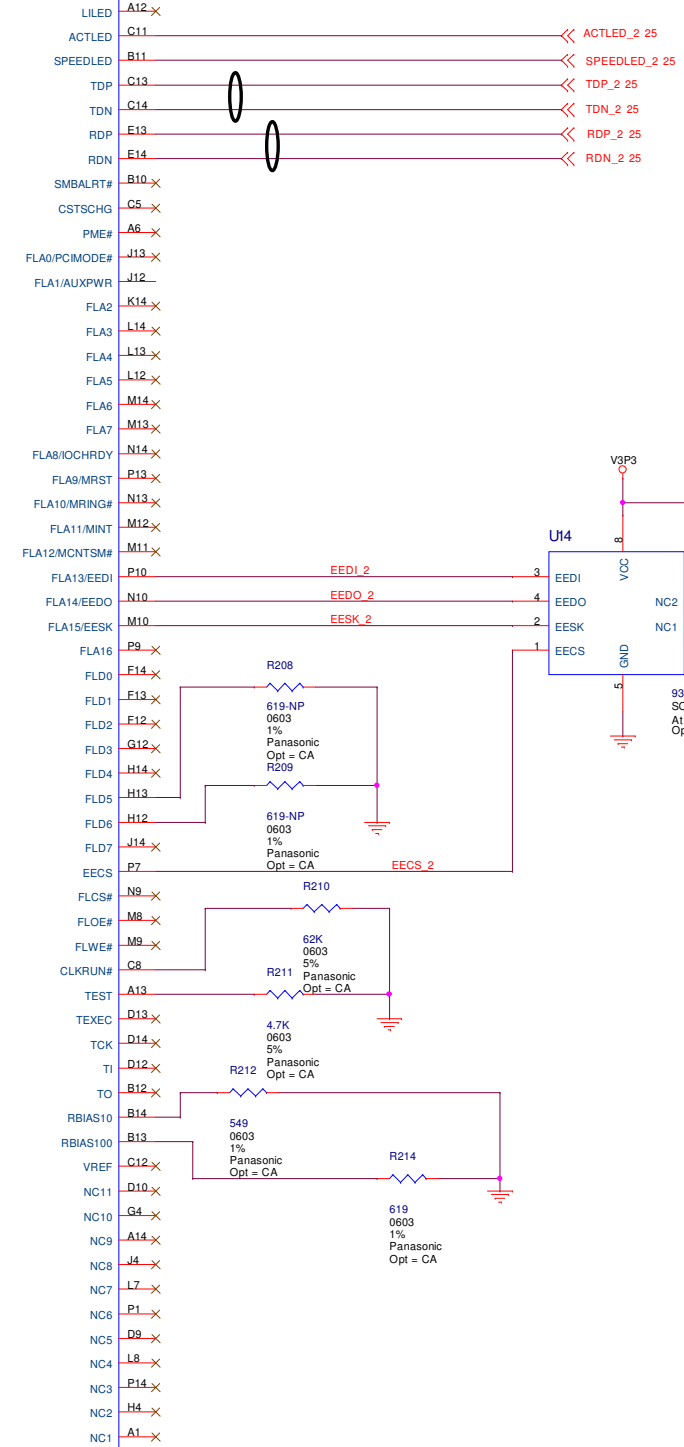 LILED A12
ACTLED C11 ACTLED_2 25
SPEEDLED B11 SPEEDLED_2 25
TDP C13 TDP_2 25
TDN C14 TDN_2 25
RDP E13 RDP_2 25
RDN E14 RDN_2 25
SMBALRT# B10
CSTSCHG C5
PME# A6
FLA0/PCIMODE# J13
FLA1/AUXPWR J12
FLA2 K14
FLA3 L14
FLA4 L13
FLA5 L12
FLA6 M14
FLA7 M13
FLA8/IOCHRDY N14
V3P3
FLA9/MRST P13
FLA10/MRING# N13
FLA11/MINT M12
U14 8
FLA12/MCNTSM# M11
VCC
FLA13/EEDI P10 EEDI_2 3 EEDI
FLA14/EEDO N10 EEDO_2 4 EEDO NC2
FLA15/EESK M10 EESK_2 2 EESK NC1
FLA16 P9 1 EECS
GND
FLD0 F14 R208
5
FLD1 F13 93
619-NP SO
0603 At
FLD2 F12 Op
1%
Panasonic
FLD3 G12
Opt = CA
FLD4 H14 R209
FLD5 H13
FLD6 H12 619-NP
0603
1%
FLD7 J14
Panasonic
Opt = CA
EECS P7 EECS_2
R210
FLCS# N9
FLOE# M8
FLWE# M9 62K
0603
5%
CLKRUN# C8 R211 Panasonic
Opt = CA
TEST A13
TEXEC D13 4.7K
0603
TCK D14 5%
Panasonic
TI D12 R212 Opt = CA
TO B12
RBIAS10 B14 549
0603
RBIAS100 B13 1%
Panasonic R214
VREF C12 Opt = CA
NC11 D10
NC10 G4 619
0603
1%
NC9 A14 Panasonic
Opt = CA
NC8 J4
NC7 L7
NC6 P1
NC5 D9
NC4 L8
NC3 P14
NC2 H4
NC1 A1